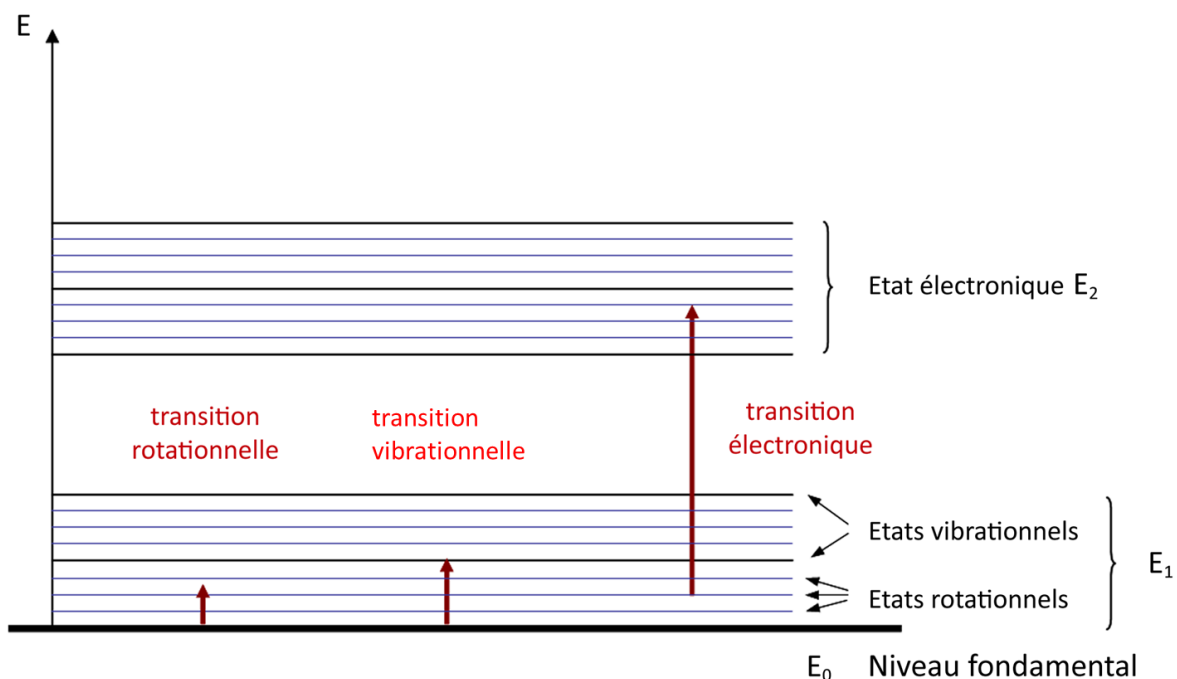 E
Etat électronique E₂
transition
rotationnelle
transition
vibrationnelle
transition
électronique
Etats vibrationnels
E₁
Etats rotationnels
E₀ Niveau fondamental